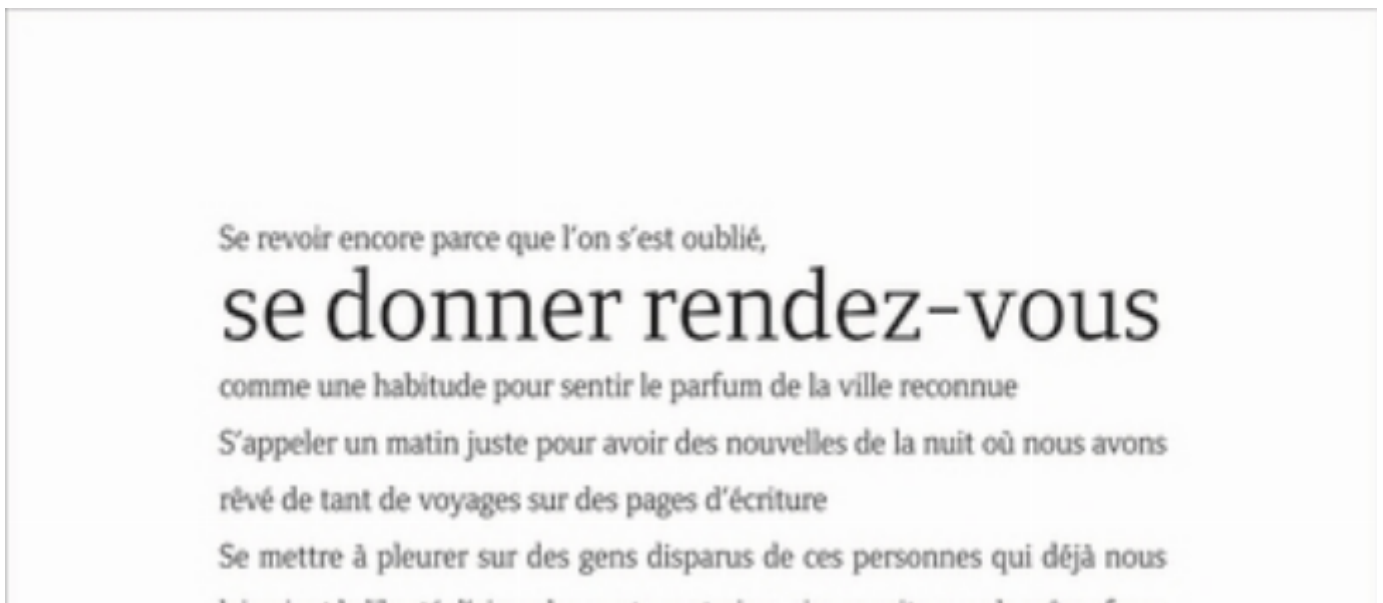 Se revoir encore parce que l'on s'est oublié,
se donner rendez-vous
comme une habitude pour sentir le parfum de la ville reconnue
S'appeler un matin juste pour avoir des nouvelles de la nuit où nous avons
rêvé de tant de voyages sur des pages d'écriture
Se mettre à pleurer sur des gens disparus de ces personnes qui déjà nous